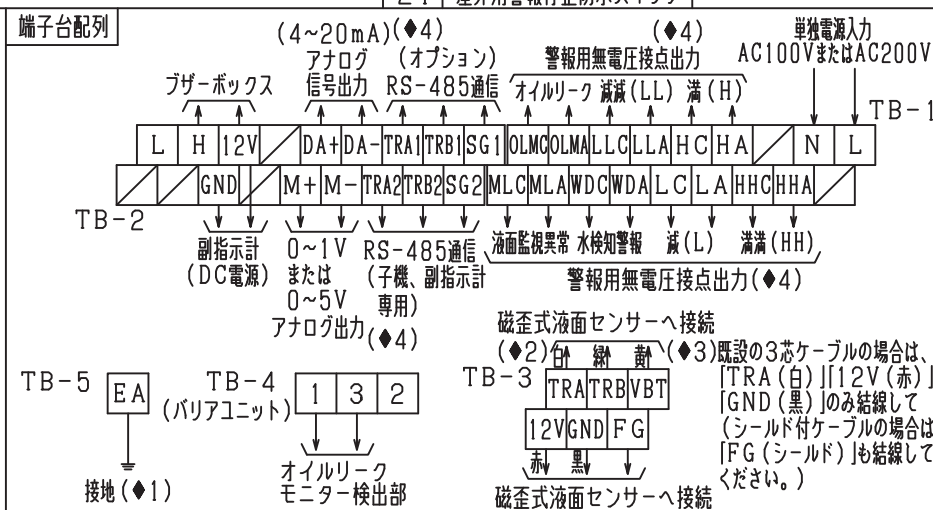 Z-1 屋外用警報停止防水スイッチ
端子台配列
(4~20mA)(◆4)
(◆4)
単独電源入力
アナログ
(オプション)
警報用無電圧接点出力
AC100VまたはAC200V
ブザーボックス
信号出力
RS-485通信
オイルリーク 減減(LL) 満(H)
TB-1
L H 12V DA+ DA- TRA1 TRB1 SG1 OLMC OLMA LLC LLA HC HA N L
GND M+ M- TRA2 TRB2 SG2 MLC MLA WDC WDA LC LA HHC HHA
TB-2
副指示計
(DC電源)
0~1V
または
0~5V
アナログ出力
(◆4)
RS-485通信
(子機、副指示計
専用)
液面監視異常 水検知警報 減(L) 満満(HH)
警報用無電圧接点出力(◆4)
磁歪式液面センサーへ接続
(◆2)白 緑 黄(◆3)
TB-3
TRA TRB VBT
12V GND FG
赤 黒
磁歪式液面センサーへ接続
既設の3芯ケーブルの場合は、
「TRA(白)」「12V(赤)」
「GND(黒)」のみ結線して
(シールド付ケーブルの場合は
「FG(シールド)」も結線して
ください。)
TB-5
EA
接地(◆1)
TB-4
(バリアユニット)
1 3 2
オイルリーク
モニター検出部